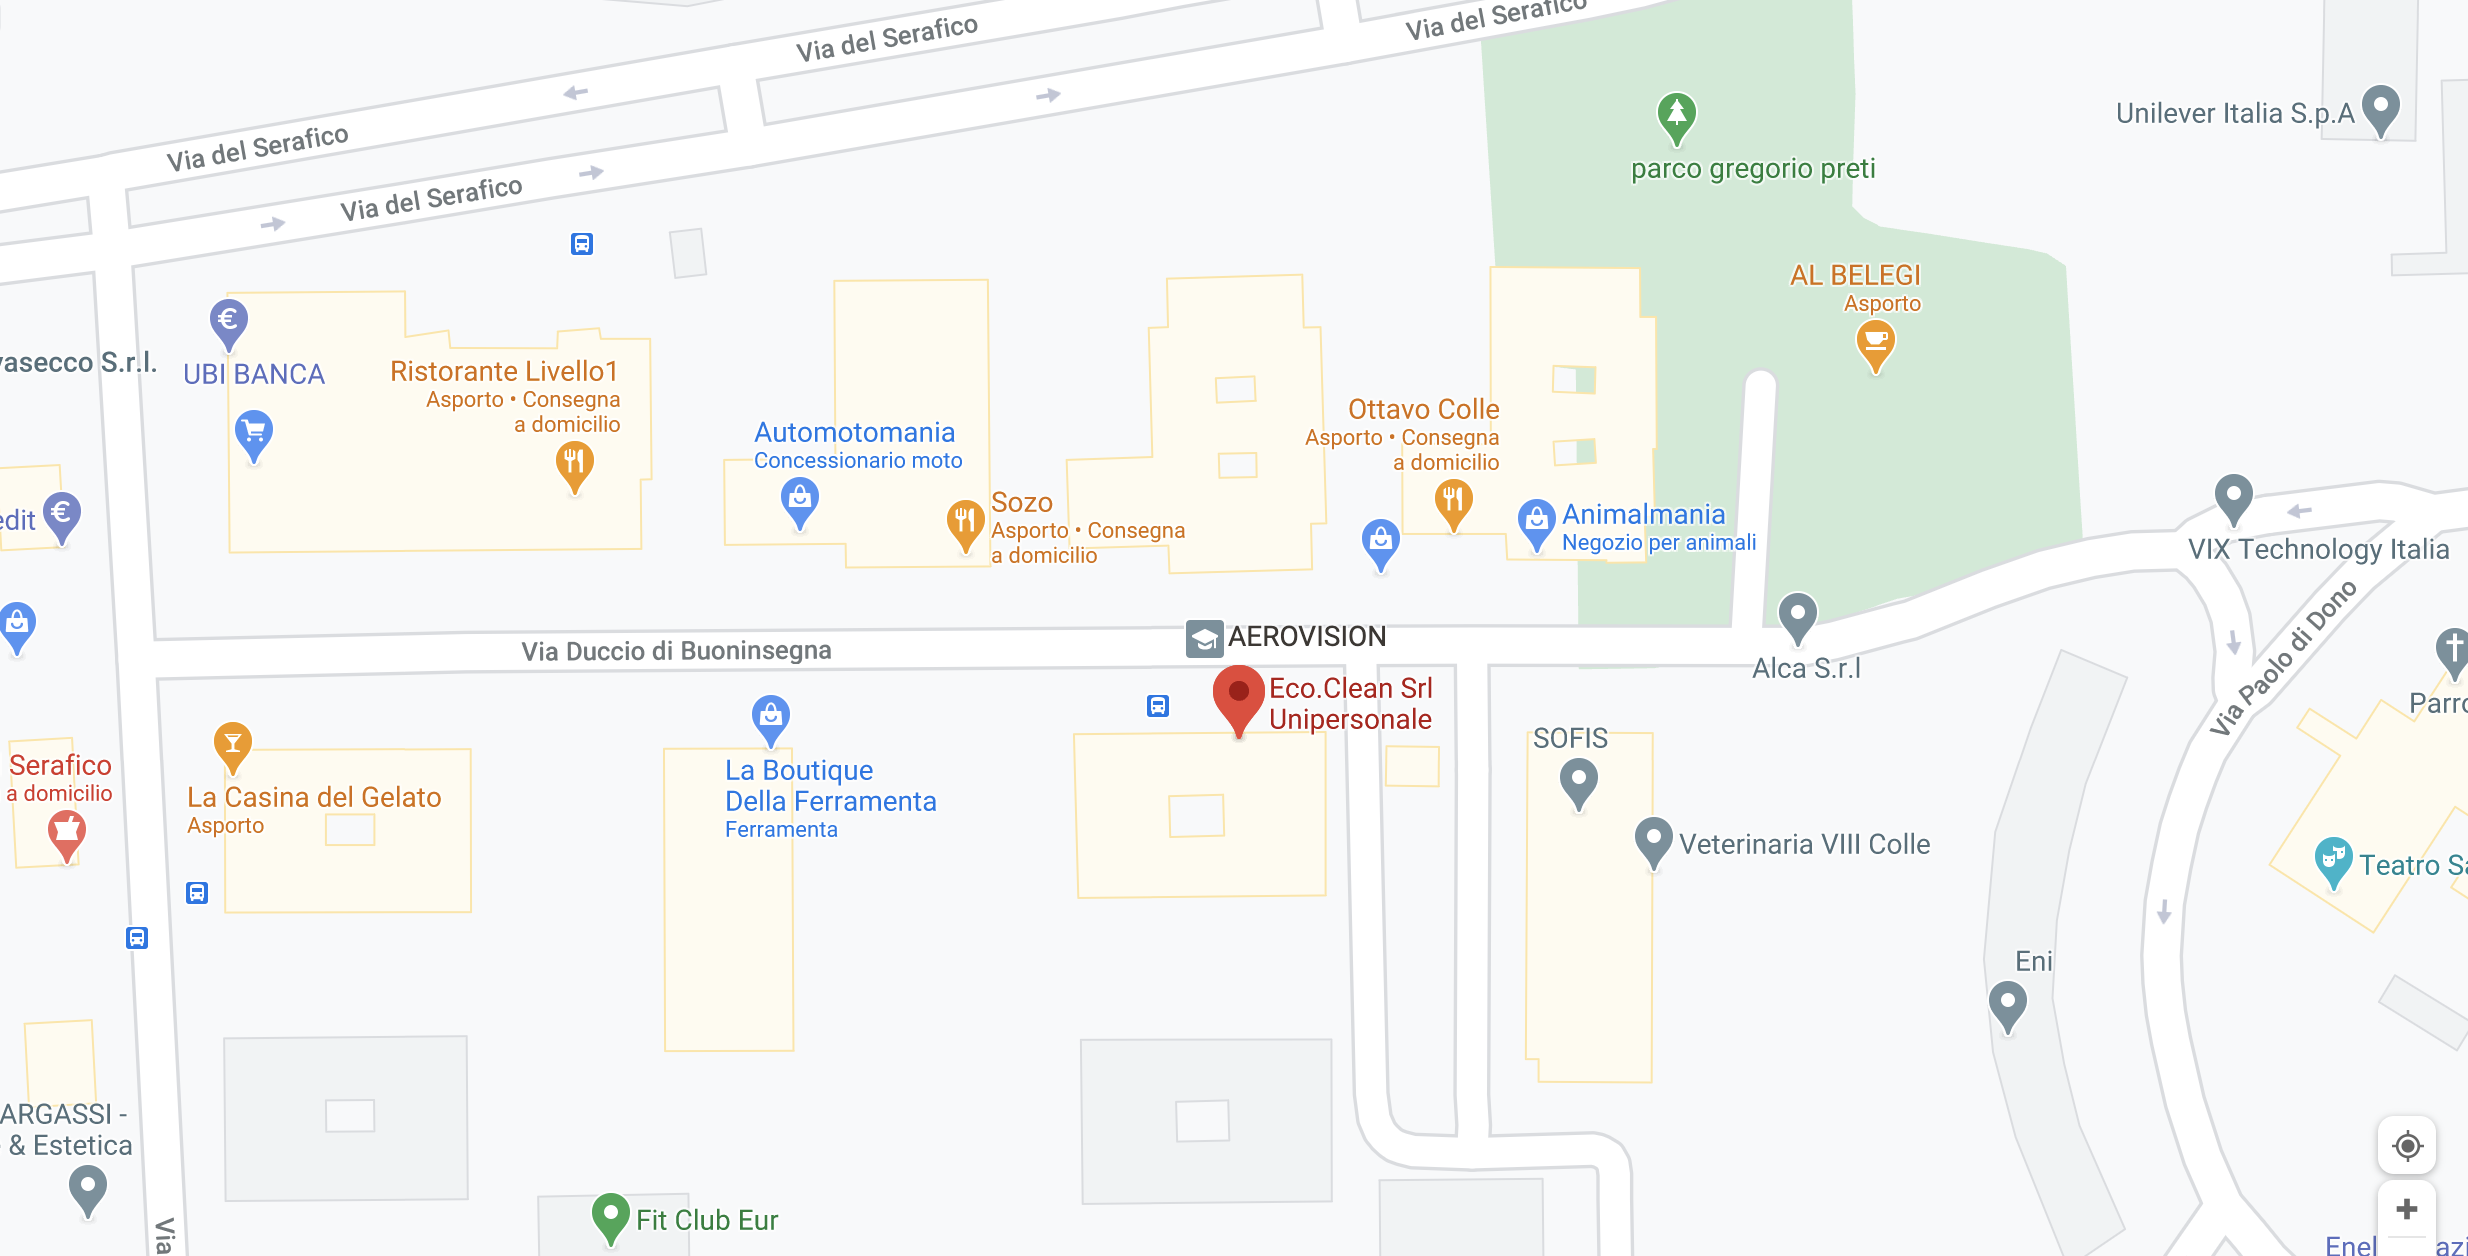 Via del Serafico
Via del Serafico
Via del Serafico
Via del Serafico
Unilever Italia S.p.A
parco gregorio preti
AL BELEGI
Asporto
vasecco S.r.l.
UBI BANCA
Ristorante Livello1
Asporto • Consegna
a domicilio
Automotomania
Concessionario moto
Ottavo Colle
Asporto • Consegna
a domicilio
Sozo
Asporto • Consegna
a domicilio
Animalmania
Negozio per animali
edit
VIX Technology Italia
Via Paolo di Dono
Via Duccio di Buoninsegna
AEROVISION
Alca S.r.l
Eco.Clean Srl
Unipersonale
Parro
SOFIS
Serafico
a domicilio
La Casina del Gelato
Asporto
La Boutique
Della Ferramenta
Ferramenta
Veterinaria VIII Colle
Teatro Sa
Eni
ARGASSI -
& Estetica
Fit Club Eur
Via
Enel
azi